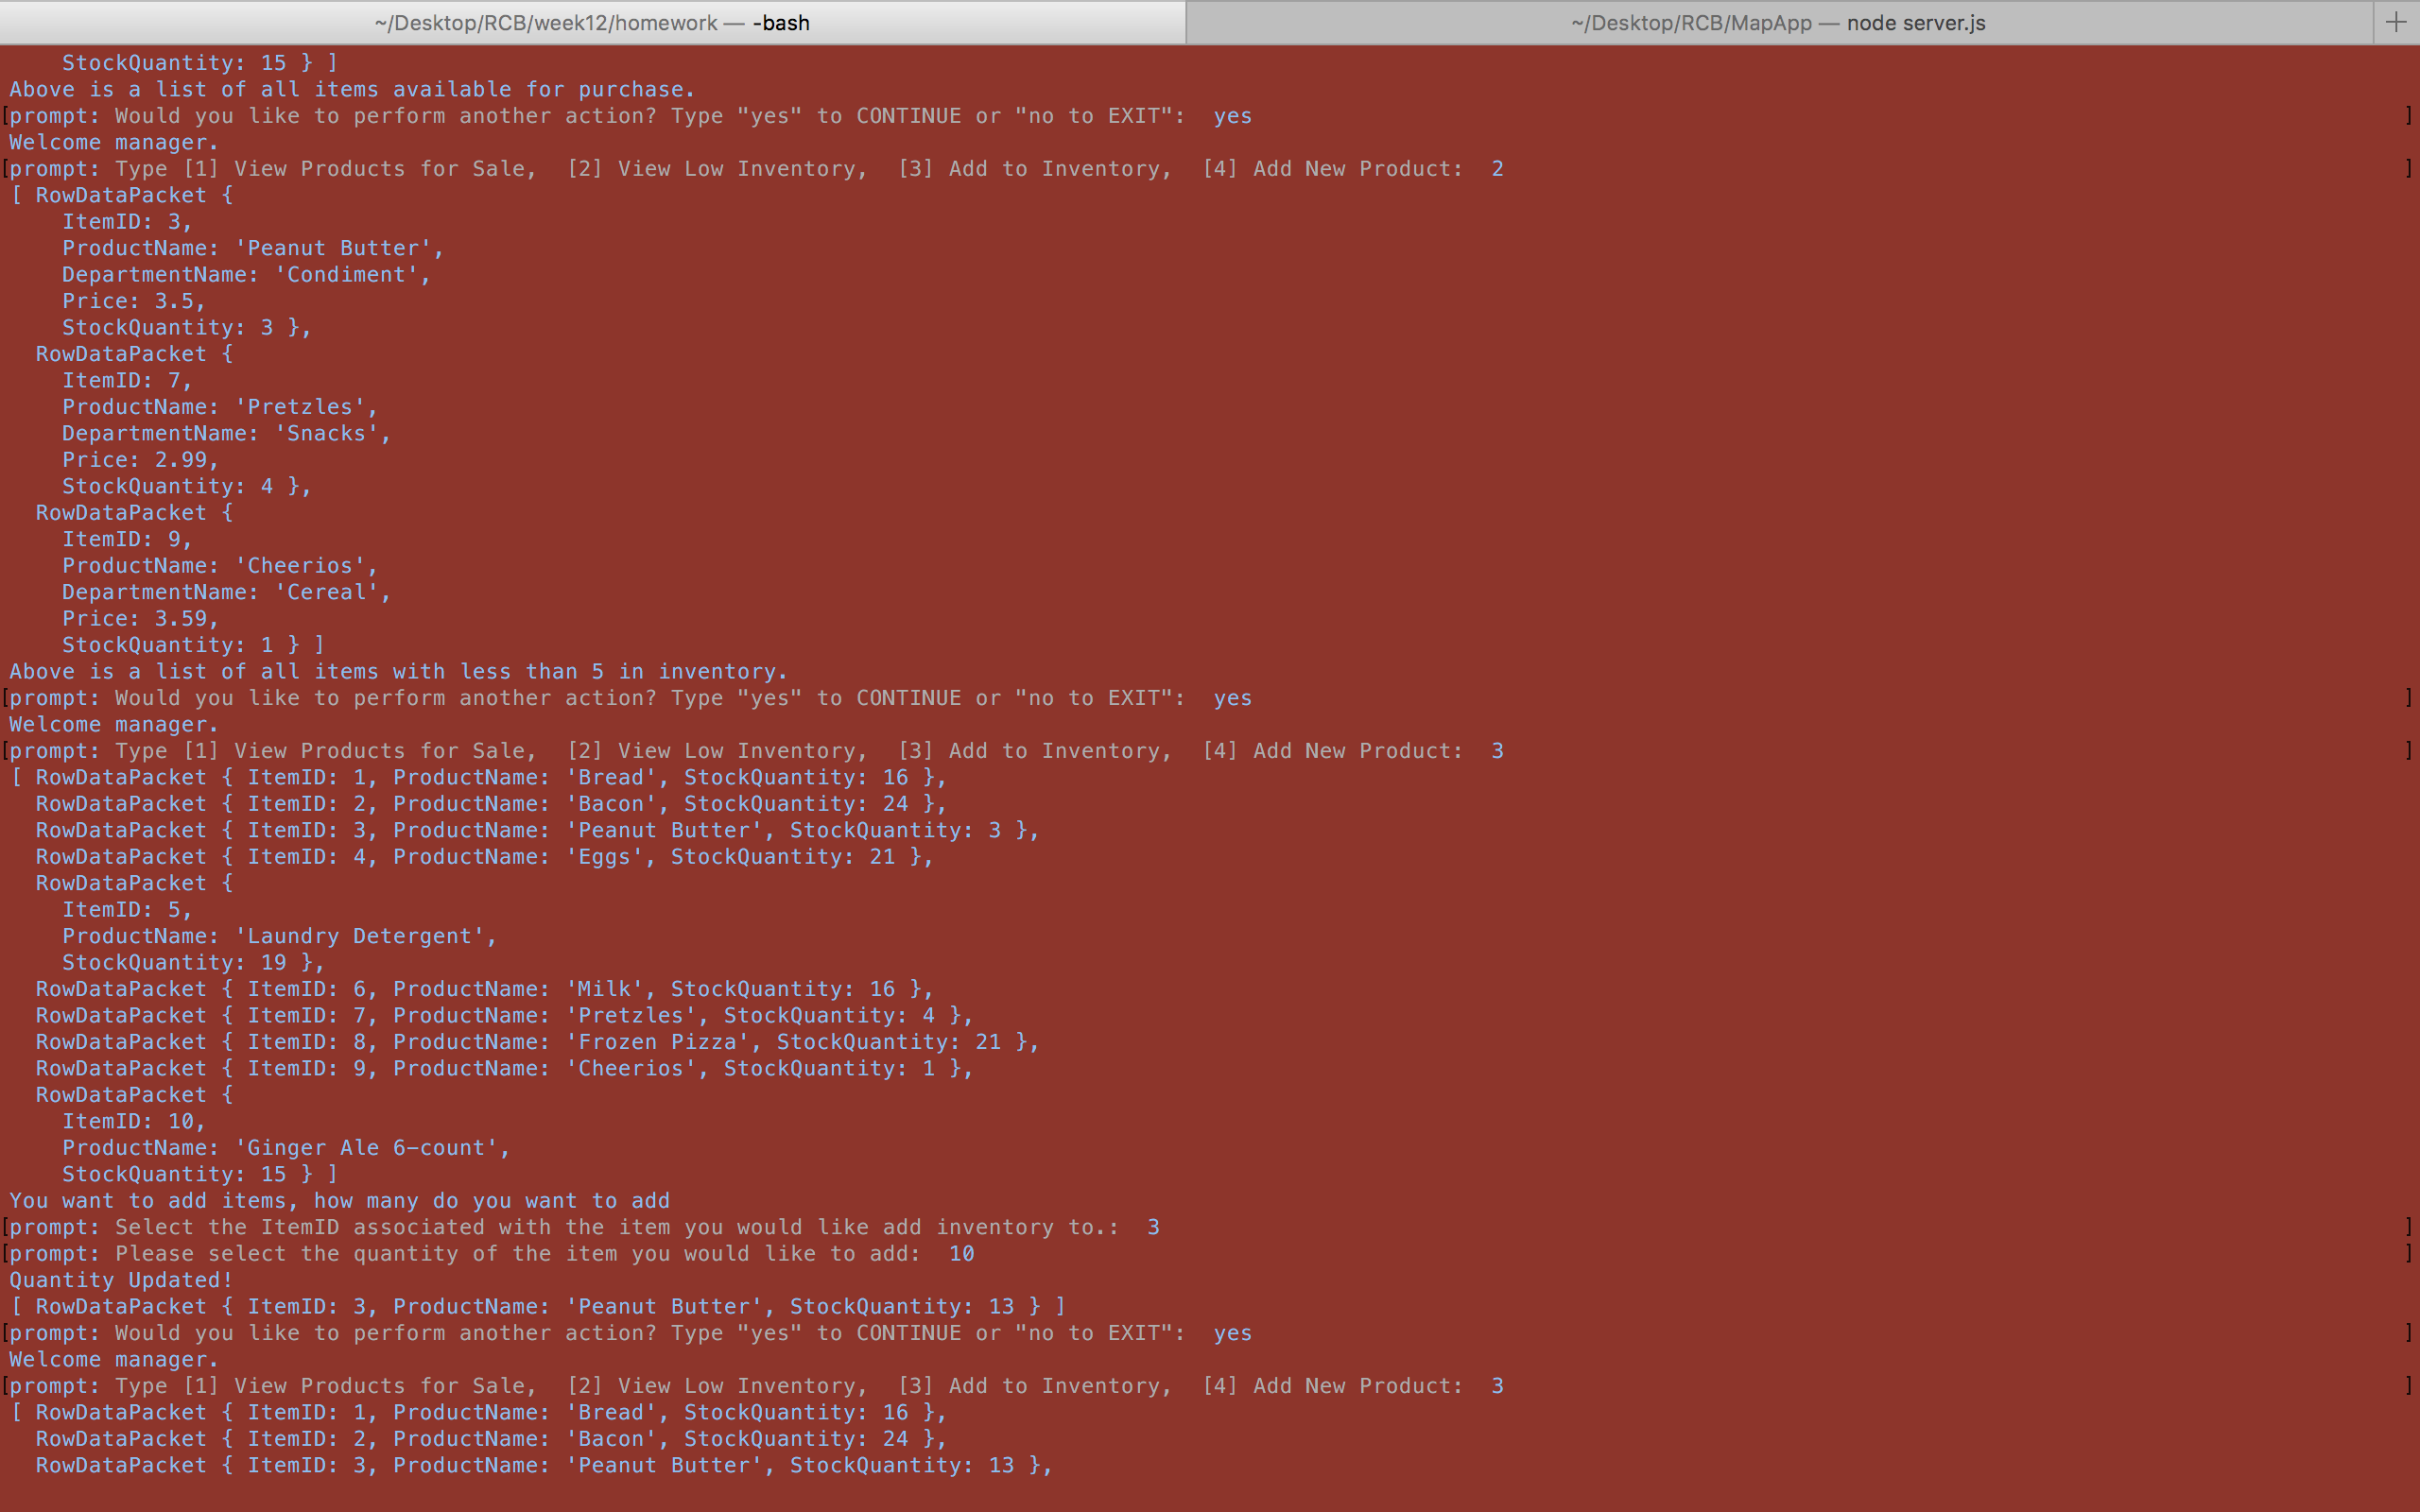 ~/Desktop/RCB/week12/homework — -bash
~/Desktop/RCB/MapApp — node server.js
+
    StockQuantity: 15 } ]
Above is a list of all items available for purchase.
[prompt: Would you like to perform another action? Type "yes" to CONTINUE or "no to EXIT":  yes ]
Welcome manager.
[prompt: Type [1] View Products for Sale,  [2] View Low Inventory,  [3] Add to Inventory,  [4] Add New Product:  2 ]
[ RowDataPacket {
    ItemID: 3,
    ProductName: 'Peanut Butter',
    DepartmentName: 'Condiment',
    Price: 3.5,
    StockQuantity: 3 },
  RowDataPacket {
    ItemID: 7,
    ProductName: 'Pretzles',
    DepartmentName: 'Snacks',
    Price: 2.99,
    StockQuantity: 4 },
  RowDataPacket {
    ItemID: 9,
    ProductName: 'Cheerios',
    DepartmentName: 'Cereal',
    Price: 3.59,
    StockQuantity: 1 } ]
Above is a list of all items with less than 5 in inventory.
[prompt: Would you like to perform another action? Type "yes" to CONTINUE or "no to EXIT":  yes ]
Welcome manager.
[prompt: Type [1] View Products for Sale,  [2] View Low Inventory,  [3] Add to Inventory,  [4] Add New Product:  3 ]
[ RowDataPacket { ItemID: 1, ProductName: 'Bread', StockQuantity: 16 },
  RowDataPacket { ItemID: 2, ProductName: 'Bacon', StockQuantity: 24 },
  RowDataPacket { ItemID: 3, ProductName: 'Peanut Butter', StockQuantity: 3 },
  RowDataPacket { ItemID: 4, ProductName: 'Eggs', StockQuantity: 21 },
  RowDataPacket {
    ItemID: 5,
    ProductName: 'Laundry Detergent',
    StockQuantity: 19 },
  RowDataPacket { ItemID: 6, ProductName: 'Milk', StockQuantity: 16 },
  RowDataPacket { ItemID: 7, ProductName: 'Pretzles', StockQuantity: 4 },
  RowDataPacket { ItemID: 8, ProductName: 'Frozen Pizza', StockQuantity: 21 },
  RowDataPacket { ItemID: 9, ProductName: 'Cheerios', StockQuantity: 1 },
  RowDataPacket {
    ItemID: 10,
    ProductName: 'Ginger Ale 6-count',
    StockQuantity: 15 } ]
You want to add items, how many do you want to add
[prompt: Select the ItemID associated with the item you would like add inventory to.:  3 ]
[prompt: Please select the quantity of the item you would like to add:  10 ]
Quantity Updated!
[ RowDataPacket { ItemID: 3, ProductName: 'Peanut Butter', StockQuantity: 13 } ]
[prompt: Would you like to perform another action? Type "yes" to CONTINUE or "no to EXIT":  yes ]
Welcome manager.
[prompt: Type [1] View Products for Sale,  [2] View Low Inventory,  [3] Add to Inventory,  [4] Add New Product:  3 ]
[ RowDataPacket { ItemID: 1, ProductName: 'Bread', StockQuantity: 16 },
  RowDataPacket { ItemID: 2, ProductName: 'Bacon', StockQuantity: 24 },
  RowDataPacket { ItemID: 3, ProductName: 'Peanut Butter', StockQuantity: 13 },